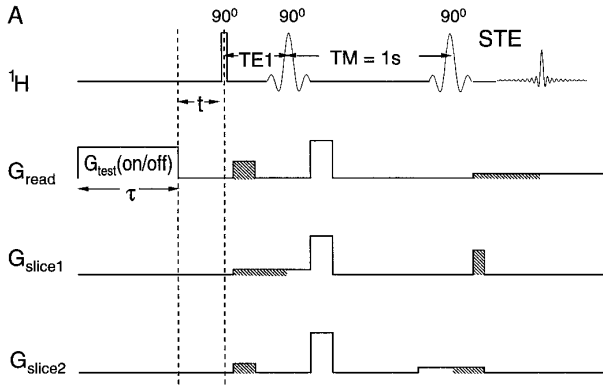 A
90⁰ 90⁰ 90⁰
STE
TE1 TM = 1s
¹H
t
G_test(on/off)
G_read
τ
G_slice1
G_slice2